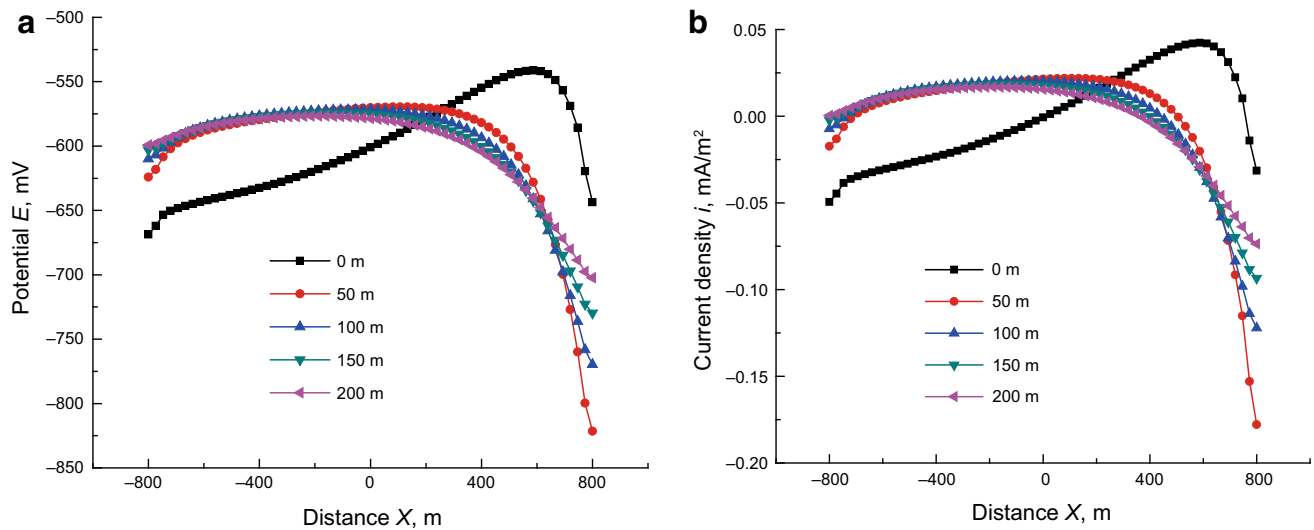 a
Potential E, mV
–500
–550
–600
–650
–700
–750
–800
–850
0 m
50 m
100 m
150 m
200 m
–800
–400
0
400
800
Distance X, m
b
Current density i, mA/m²
0.05
0.00
–0.05
–0.10
–0.15
–0.20
0 m
50 m
100 m
150 m
200 m
–800
–400
0
400
800
Distance X, m